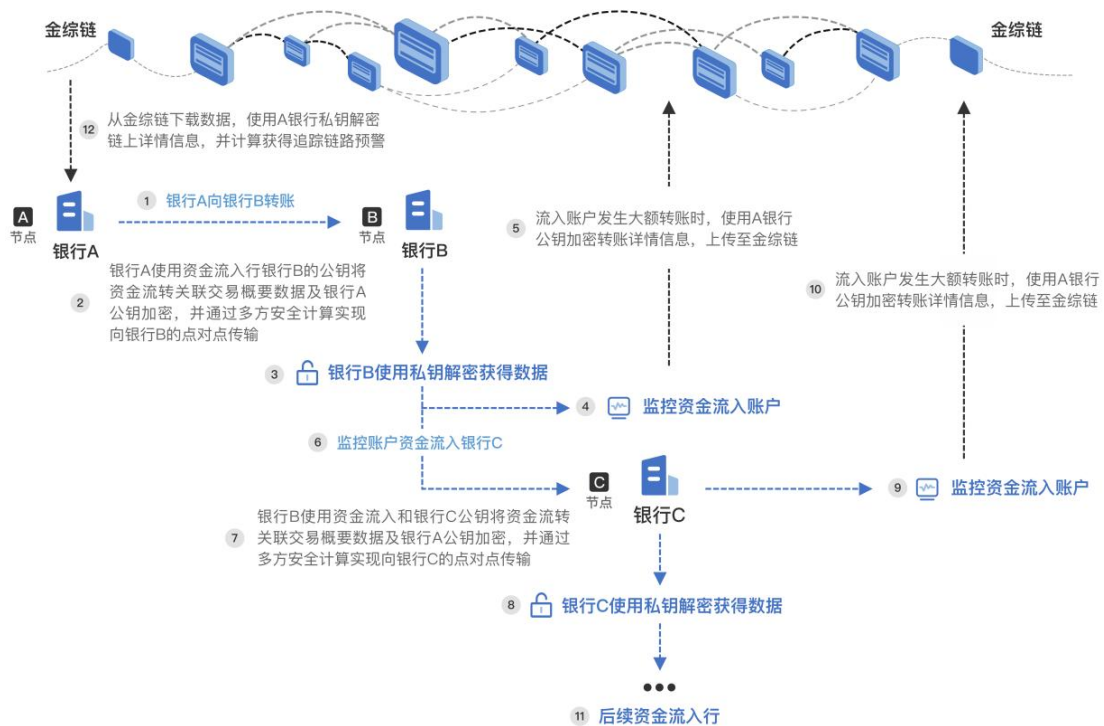 金综链
金综链
12
从金综链下载数据，使用A银行私钥解密
链上详情信息，并计算获得追踪链路预警
A
节点
银行A
1
银行A向银行B转账
B
节点
银行B
2
银行A使用资金流入行银行B的公钥将
资金流转关联交易概要数据及银行A
公钥加密，并通过多方安全计算实现
向银行B的点对点传输
5
流入账户发生大额转账时，使用A银行
公钥加密转账详情信息，上传至金综链
10
流入账户发生大额转账时，使用A银行
公钥加密转账详情信息，上传至金综链
3
银行B使用私钥解密获得数据
4
监控资金流入账户
6
监控账户资金流入银行C
C
节点
银行C
9
监控资金流入账户
7
银行B使用资金流入和银行C公钥将资金流转
关联交易概要数据及银行A公钥加密，并通过
多方安全计算实现向银行C的点对点传输
8
银行C使用私钥解密获得数据
11
后续资金流入行